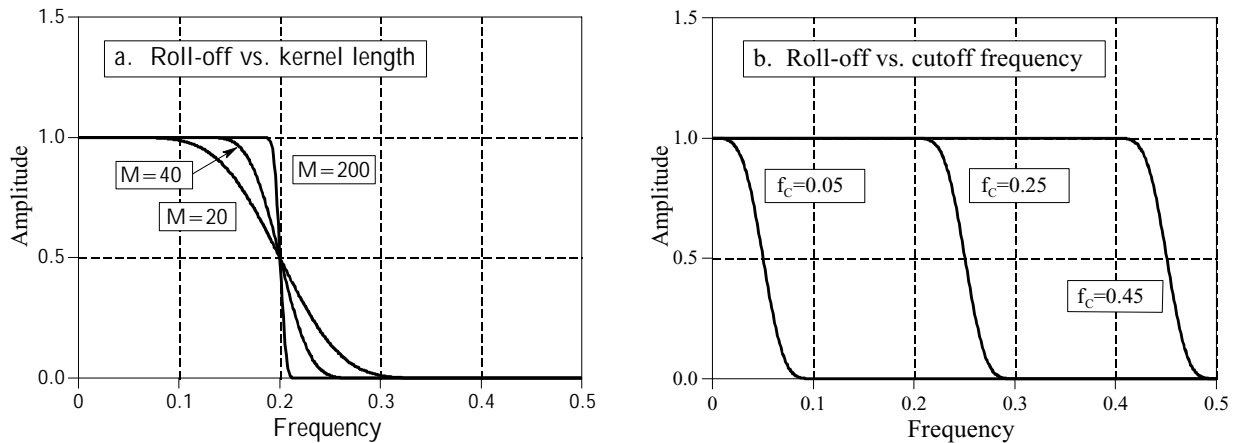 a. Roll-off vs. kernel length
1.5
1.0
0.5
0.0
Amplitude
M=40
M=200
M=20
0 0.1 0.2 0.3 0.4 0.5
Frequency
b. Roll-off vs. cutoff frequency
1.5
1.0
0.5
0.0
Amplitude
fC=0.05
fC=0.25
fC=0.45
0 0.1 0.2 0.3 0.4 0.5
Frequency